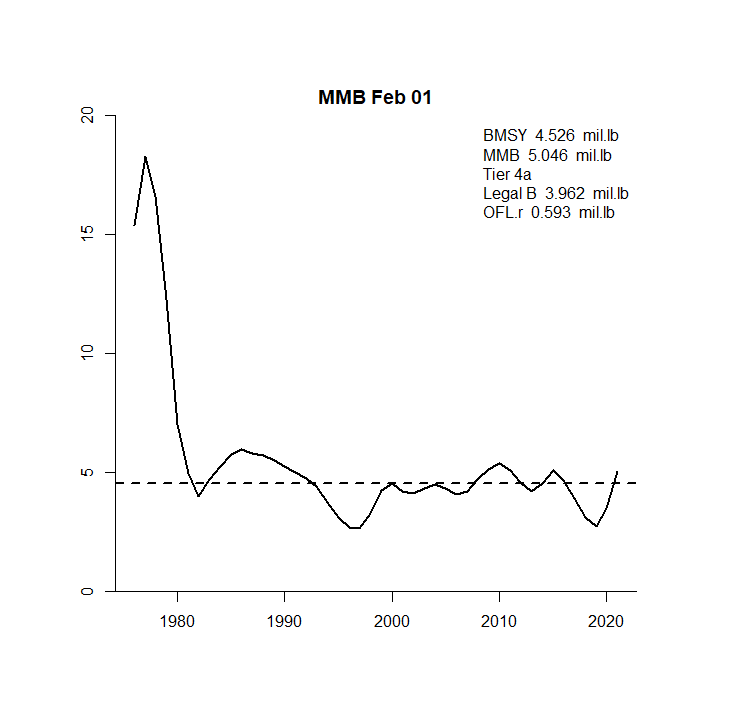 MMB Feb 01
BMSY 4.526 mil.lb
MMB 5.046 mil.lb
Tier 4a
Legal B 3.962 mil.lb
OFL.r 0.593 mil.lb
20
15
10
5
0
1980 1990 2000 2010 2020